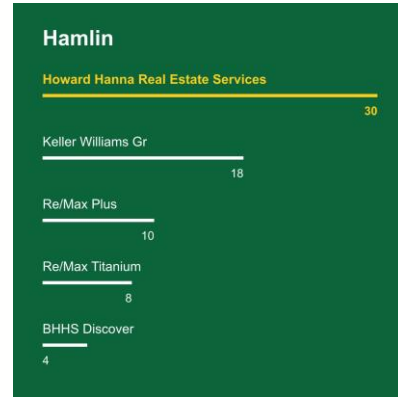 Hamlin
Howard Hanna Real Estate Services
30
Keller Williams Gr
18
Re/Max Plus
10
Re/Max Titanium
8
BHHS Discover
4